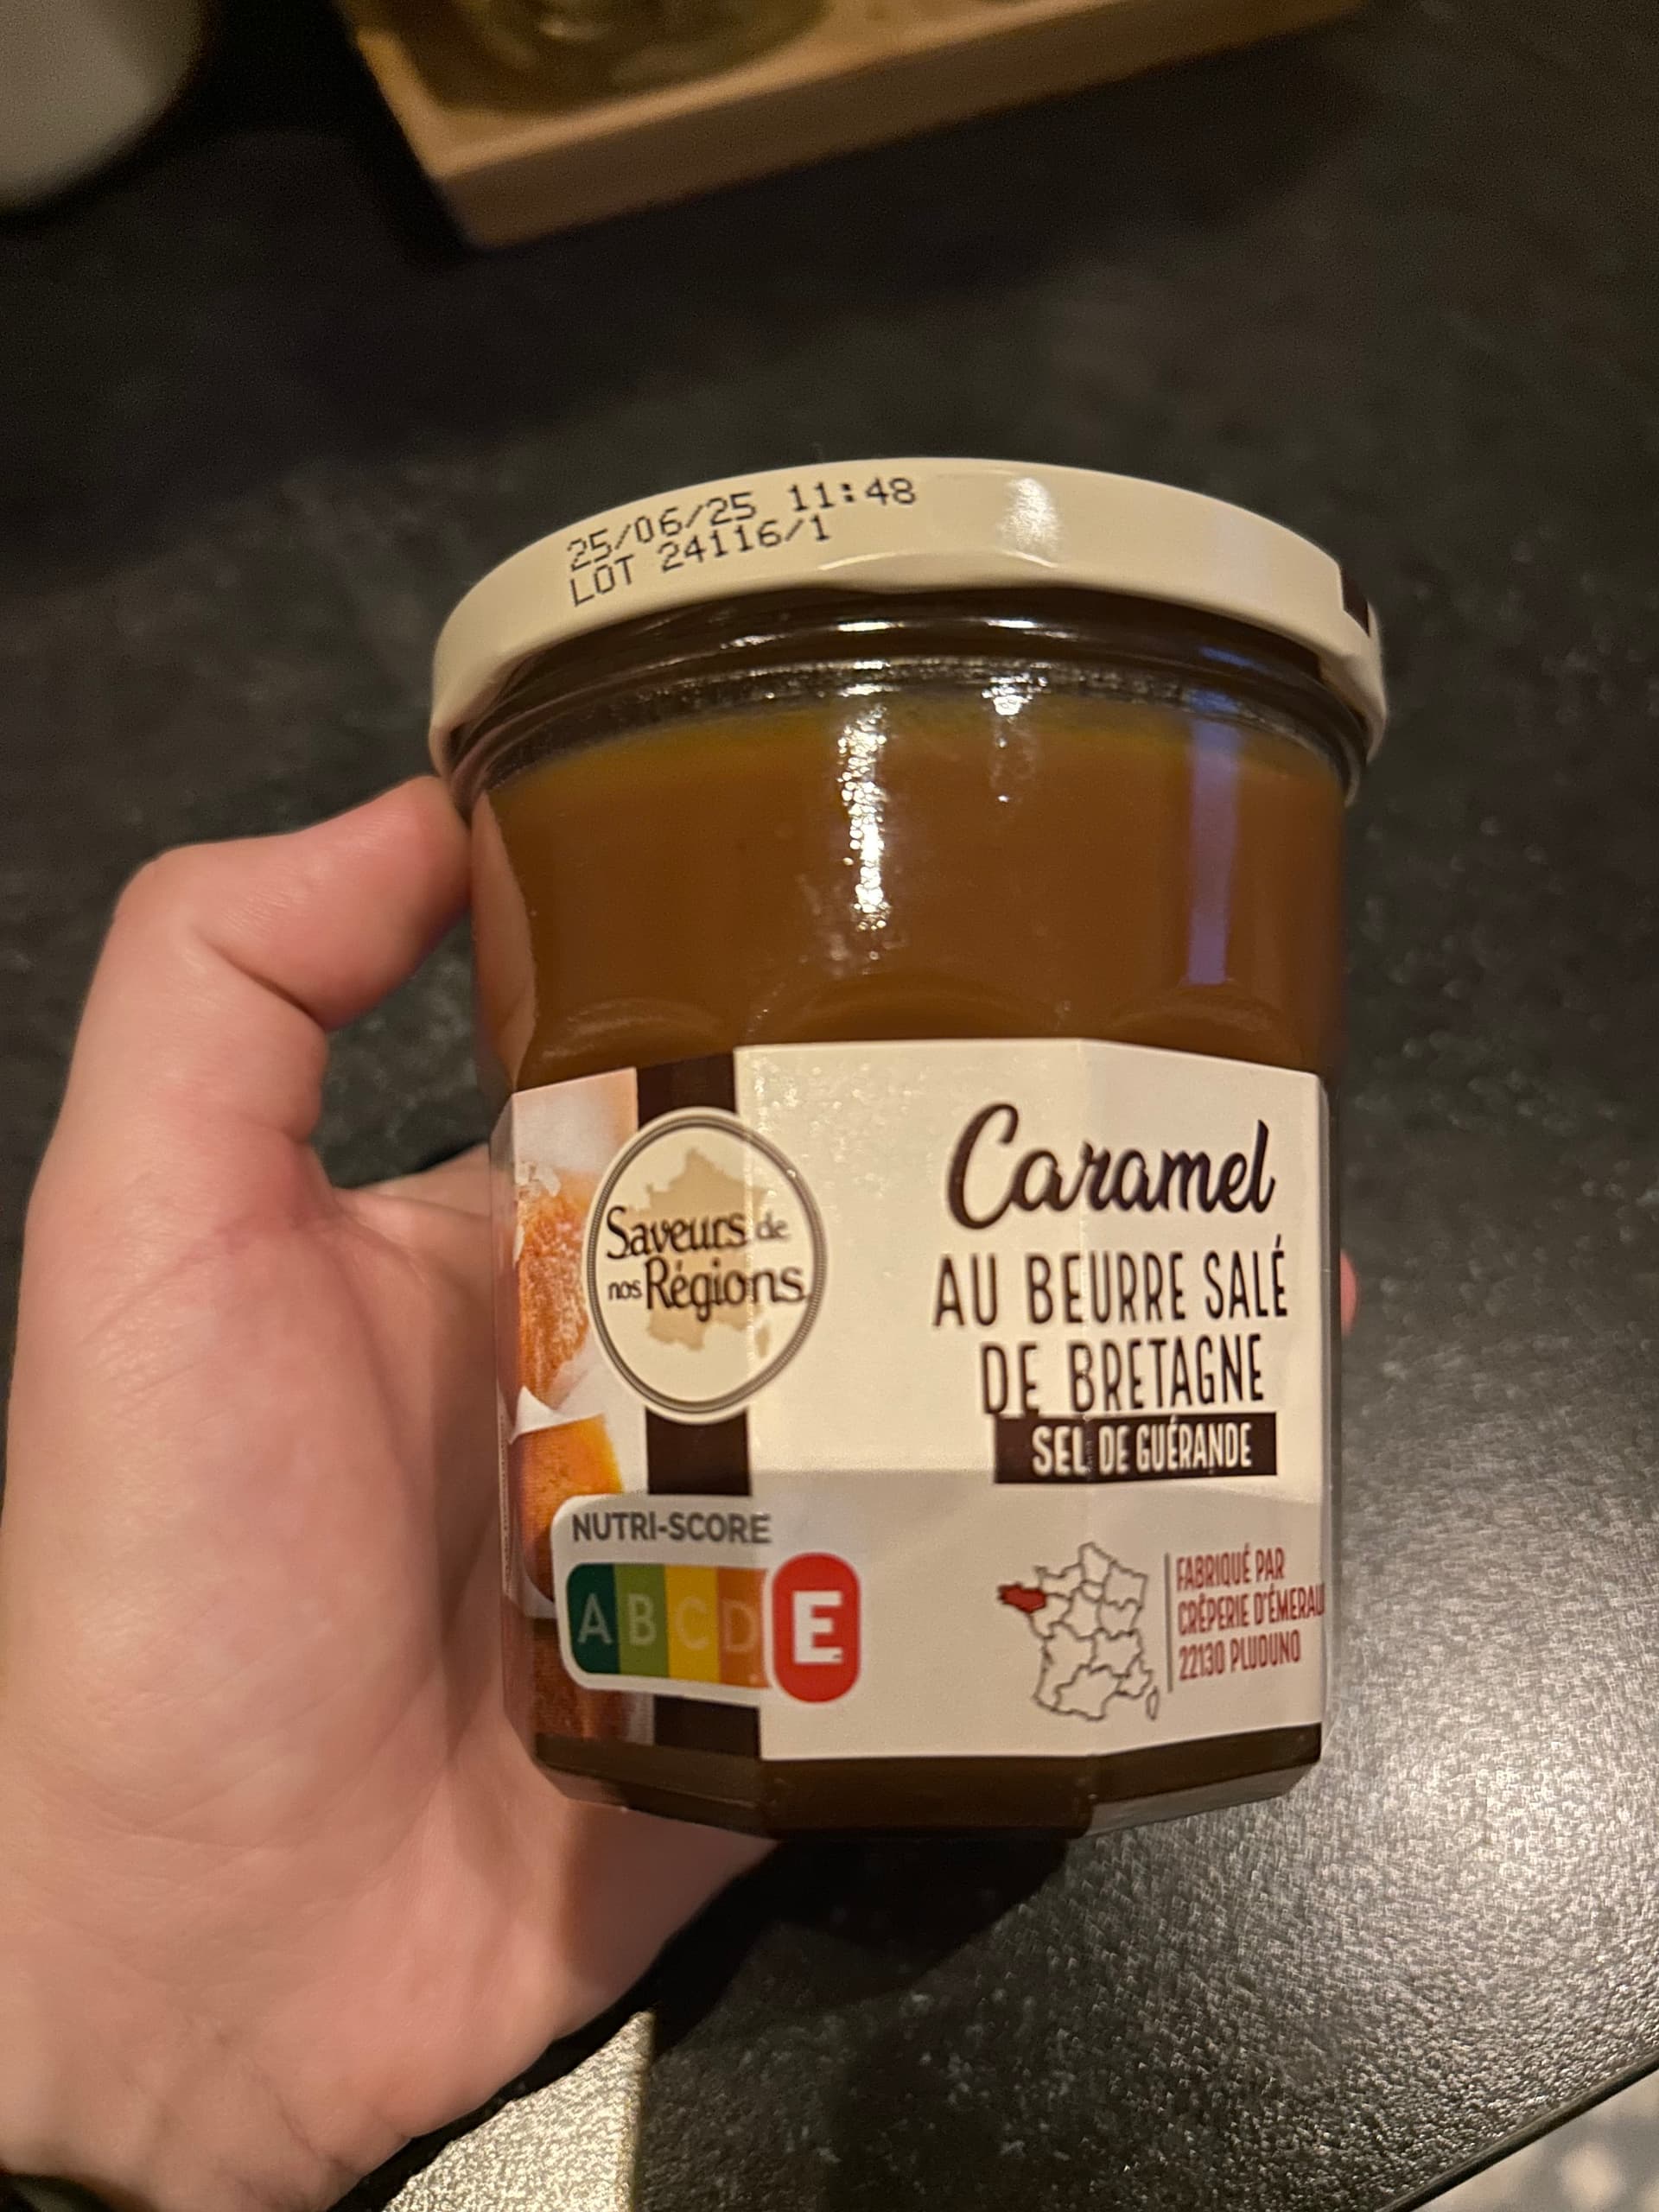 25/06/25 11:48
LOT 24116/1
Saveurs de
nos Régions
Caramel
AU BEURRE SALÉ
DE BRETAGNE
SEL DE GUÉRANDE
NUTRI-SCORE
A B C D E
FABRIQUÉ PAR
CRÊPERIE D'ÉMERAU
22130 PLUDUNO